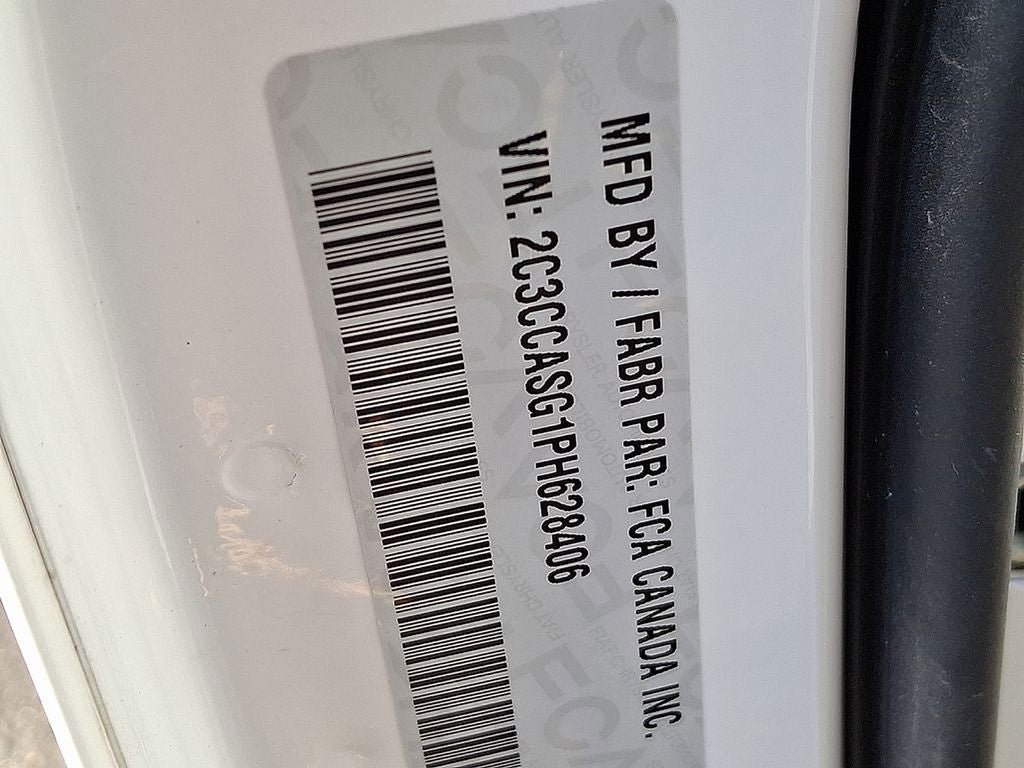 MFD BY / FABR PAR: FCA CANADA INC.
VIN: 2C3CCASG1PH628406